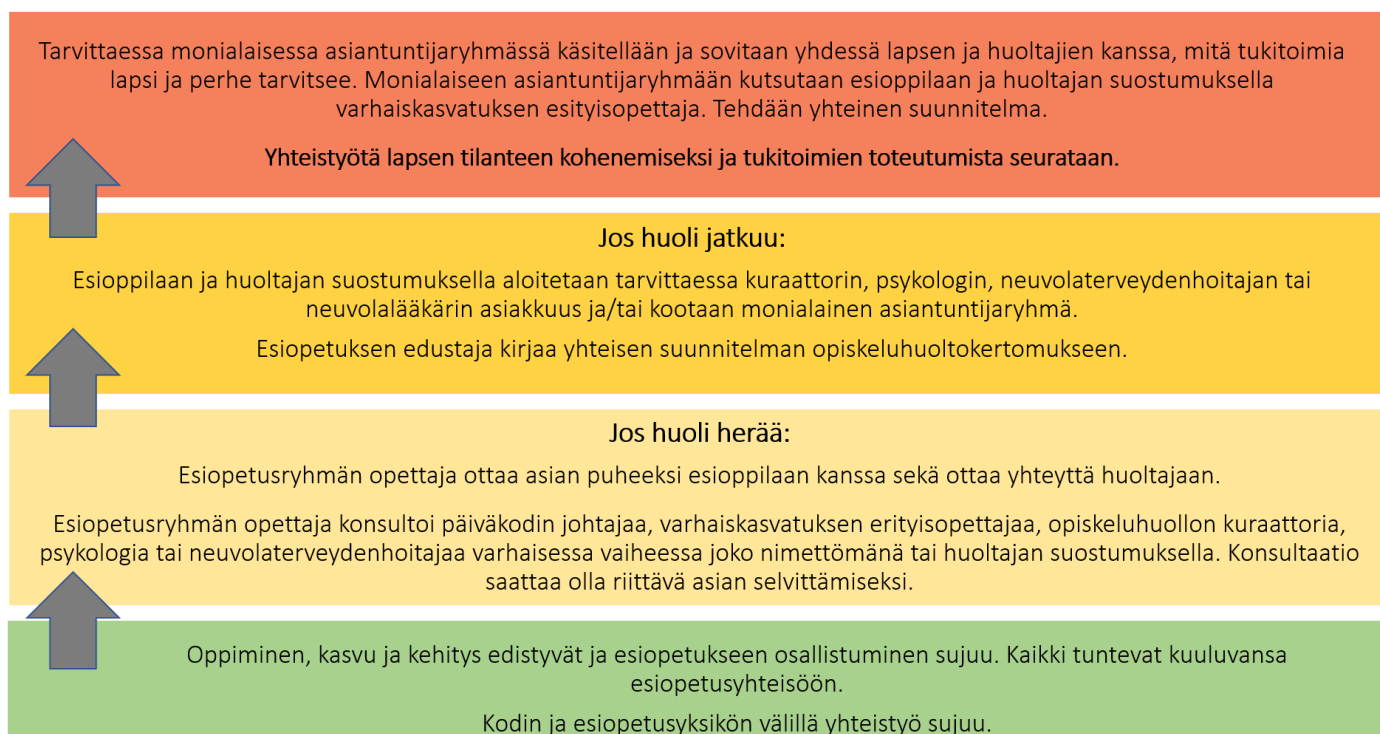 Tarvittaessa monialaisessa asiantuntijaryhmässä käsitellään ja sovitaan yhdessä lapsen ja huoltajien kanssa, mitä tukitoimia
lapsi ja perhe tarvitsee. Monialaiseen asiantuntijaryhmään kutsutaan esioppilaan ja huoltajan suostumuksella
varhaiskasvatuksen esityisopettaja. Tehdään yhteinen suunnitelma.
Yhteistyötä lapsen tilanteen kohenemiseksi ja tukitoimien toteutumista seurataan.
Jos huoli jatkuu:
Esioppilaan ja huoltajan suostumuksella aloitetaan tarvittaessa kuraattorin, psykologin, neuvolaterveydenhoitajan tai
neuvolalääkärin asiakkuus ja/tai kootaan monialainen asiantuntijaryhmä.
Esiopetuksen edustaja kirjaa yhteisen suunnitelman opiskeluhuoltokertomukseen.
Jos huoli herää:
Esiopetusryhmän opettaja ottaa asian puheeksi esioppilaan kanssa sekä ottaa yhteyttä huoltajaan.
Esiopetusryhmän opettaja konsultoi päiväkodin johtajaa, varhaiskasvatuksen erityisopettajaa, opiskeluhuollon kuraattoria,
psykologia tai neuvolaterveydenhoitajaa varhaisessa vaiheessa joko nimettömänä tai huoltajan suostumuksella. Konsultaatio
saattaa olla riittävä asian selvittämiseksi.
Oppiminen, kasvu ja kehitys edistyvät ja esiopetukseen osallistuminen sujuu. Kaikki tuntevat kuuluvansa
esiopetusyhteisöön.
Kodin ja esiopetusyksikön välillä yhteistyö sujuu.